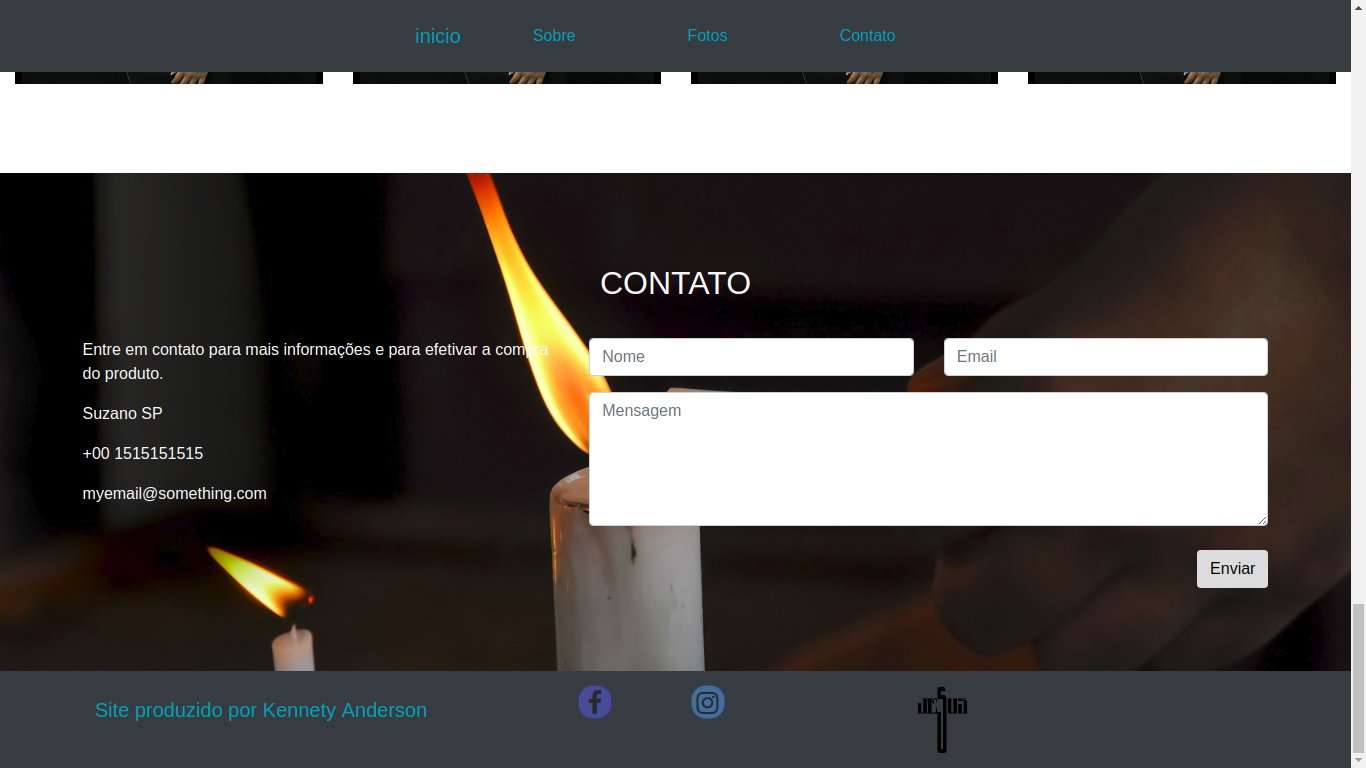 inicio Sobre Fotos Contato
CONTATO
Entre em contato para mais informações e para efetivar a compra
do produto.
Suzano SP
+00 1515151515
myemail@something.com
Nome Email
Mensagem
Enviar
Site produzido por Kennety Anderson